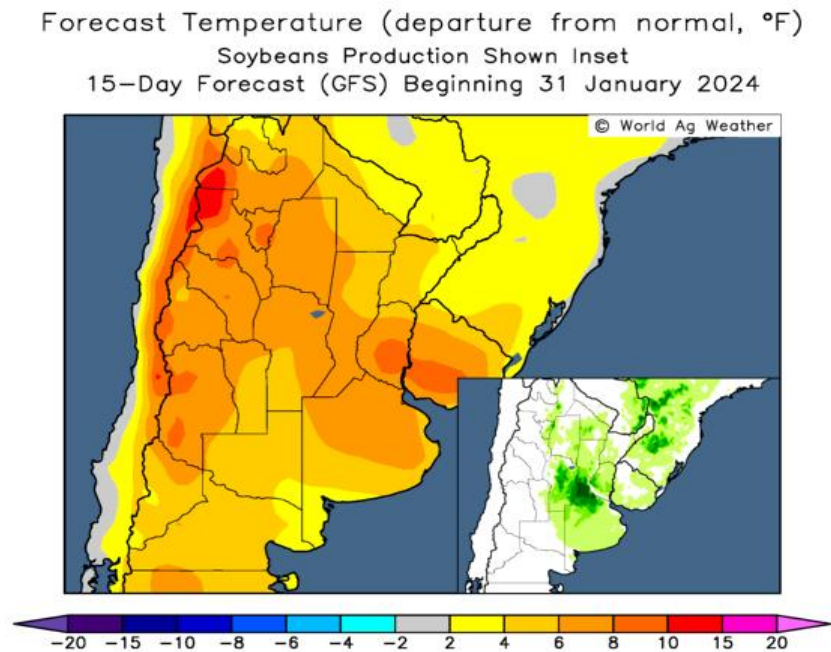 Forecast Temperature (departure from normal, °F)
Soybeans Production Shown Inset
15-Day Forecast (GFS) Beginning 31 January 2024
© World Ag Weather
-20 -15 -10 -8 -6 -4 -2 2 4 6 8 10 15 20